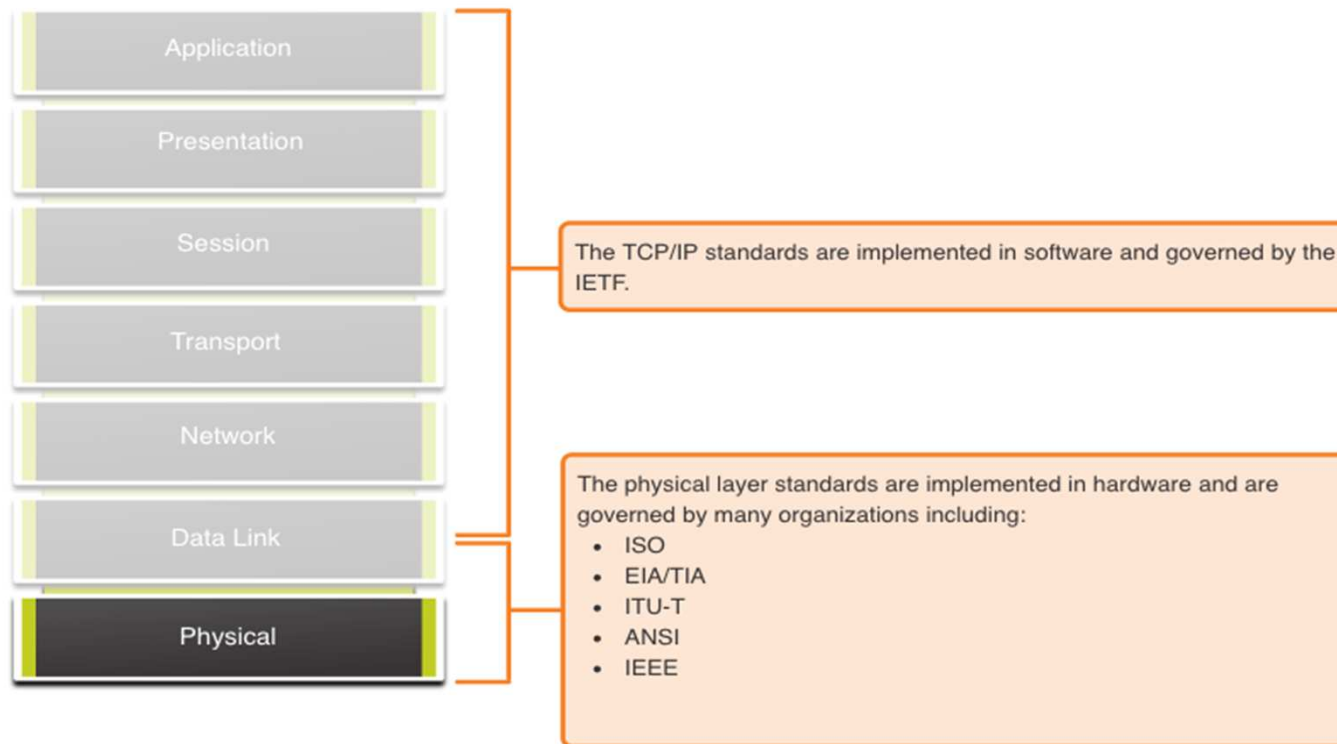 Application
Presentation
Session
Transport
Network
Data Link
Physical
The TCP/IP standards are implemented in software and governed by the
IETF.
The physical layer standards are implemented in hardware and are
governed by many organizations including:
• ISO
• EIA/TIA
• ITU-T
• ANSI
• IEEE